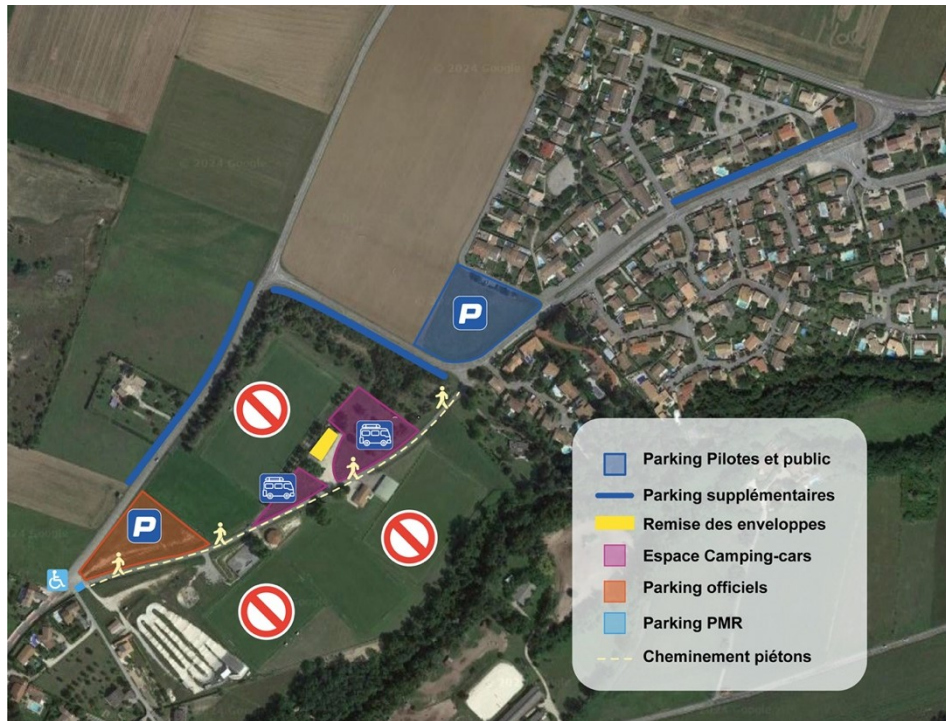 © 2024 Google
© 2024 Google
P
P
Parking Pilotes et public
Parking supplémentaires
Remise des enveloppes
Espace Camping-cars
Parking officiels
Parking PMR
Cheminement piétons